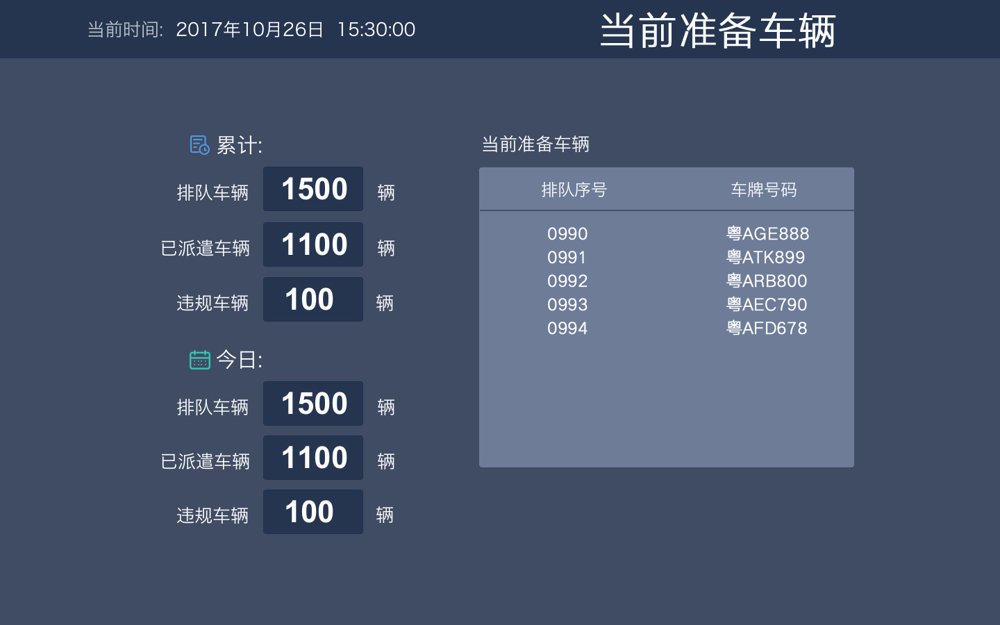 当前时间: 2017年10月26日 15:30:00
当前准备车辆
累计:
排队车辆 1500 辆
已派遣车辆 1100 辆
违规车辆 100 辆
今日:
排队车辆 1500 辆
已派遣车辆 1100 辆
违规车辆 100 辆
当前准备车辆
排队序号 车牌号码
0990 粤AGE888
0991 粤ATK899
0992 粤ARB800
0993 粤AEC790
0994 粤AFD678